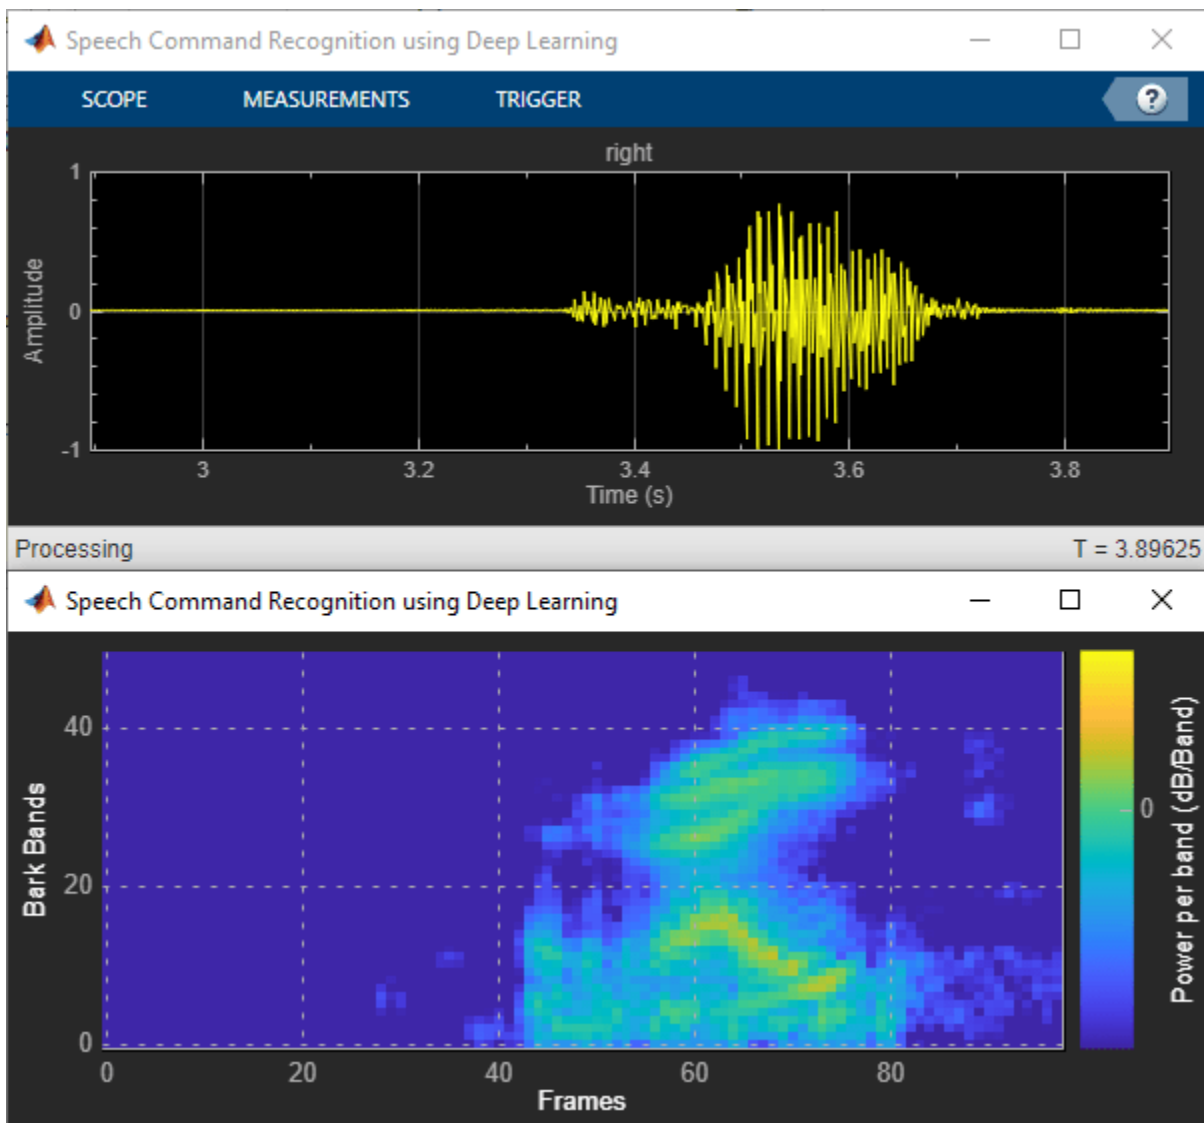 Speech Command Recognition using Deep Learning
SCOPE MEASUREMENTS TRIGGER ?
right
1
0
-1
Amplitude
3 3.2 3.4 3.6 3.8
Time (s)
Processing T = 3.89625
Speech Command Recognition using Deep Learning
40
20
0
Bark Bands
0 20 40 60 80
Frames
0
Power per band (dB/Band)